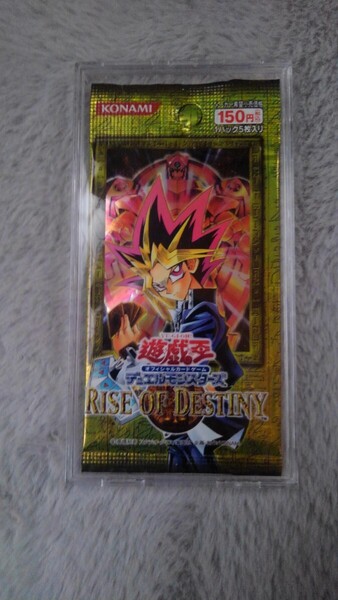 KONAMI
150円
1パック5枚入り
遊戯王
オフィシャルカードゲーム
デュエルモンスターズ
RISE OF DESTINY